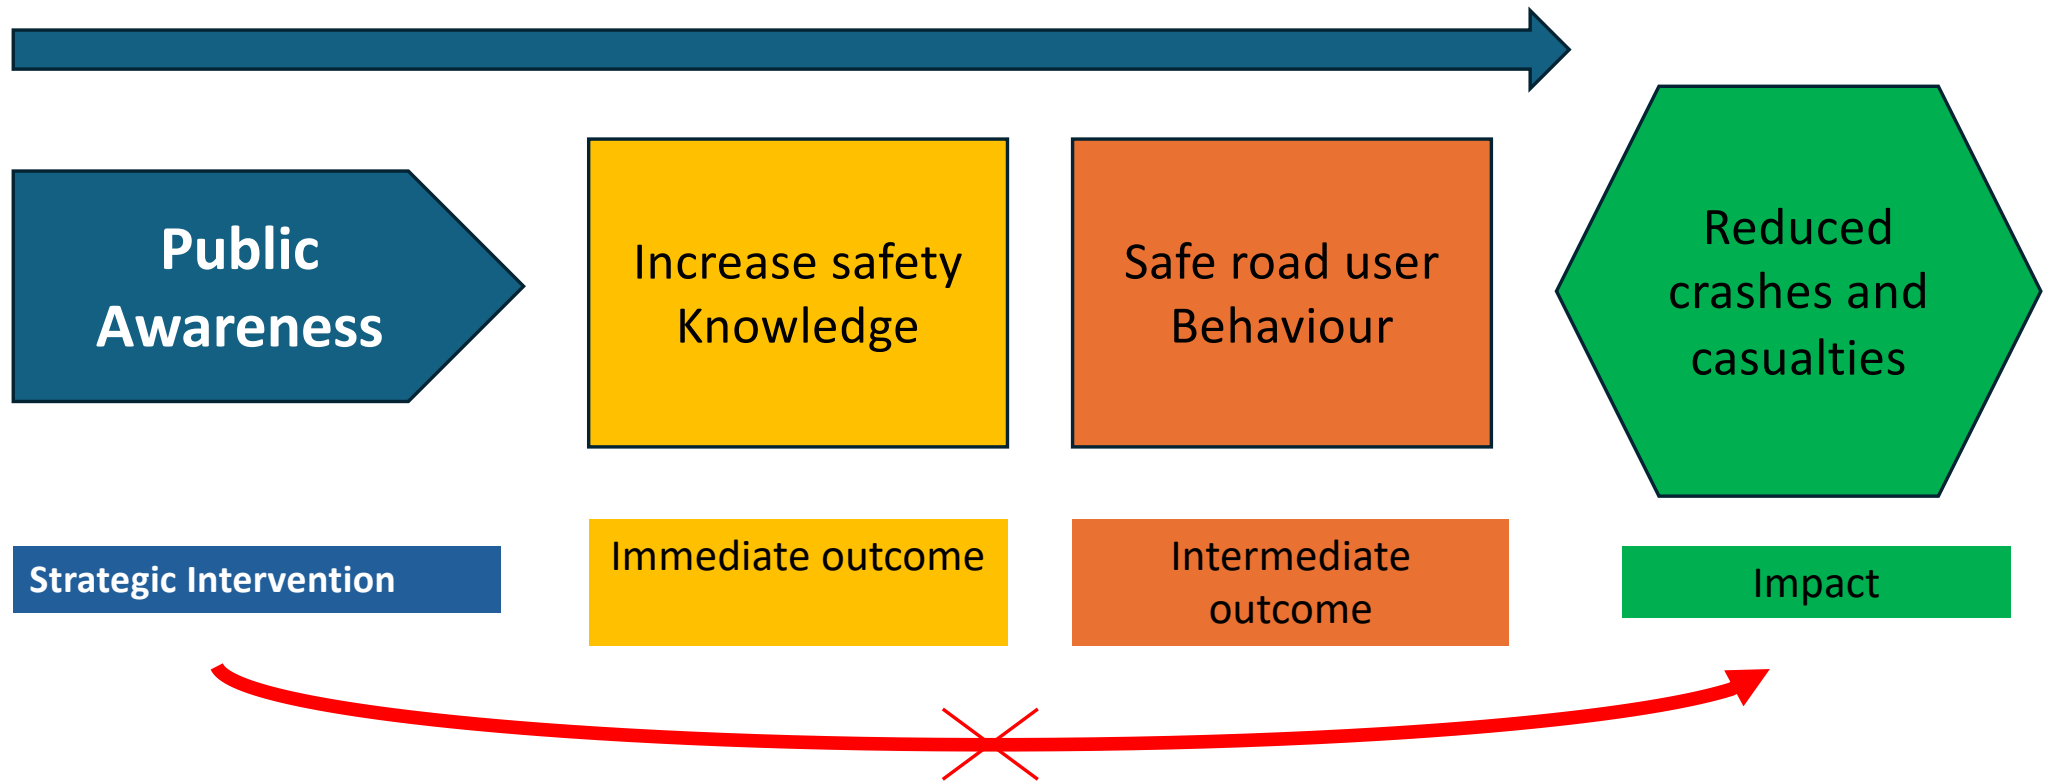 Public
Awareness
Increase safety
Knowledge
Safe road user
Behaviour
Reduced
crashes and
casualties
Strategic Intervention
Immediate outcome
Intermediate
outcome
Impact